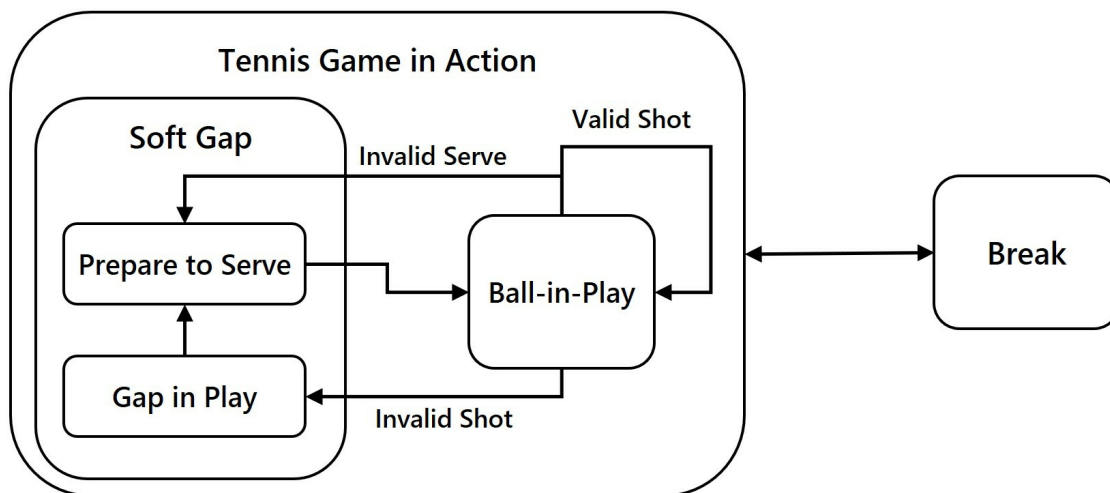 Tennis Game in Action
Soft Gap
Valid Shot
Invalid Serve
Prepare to Serve
Ball-in-Play
Break
Gap in Play
Invalid Shot